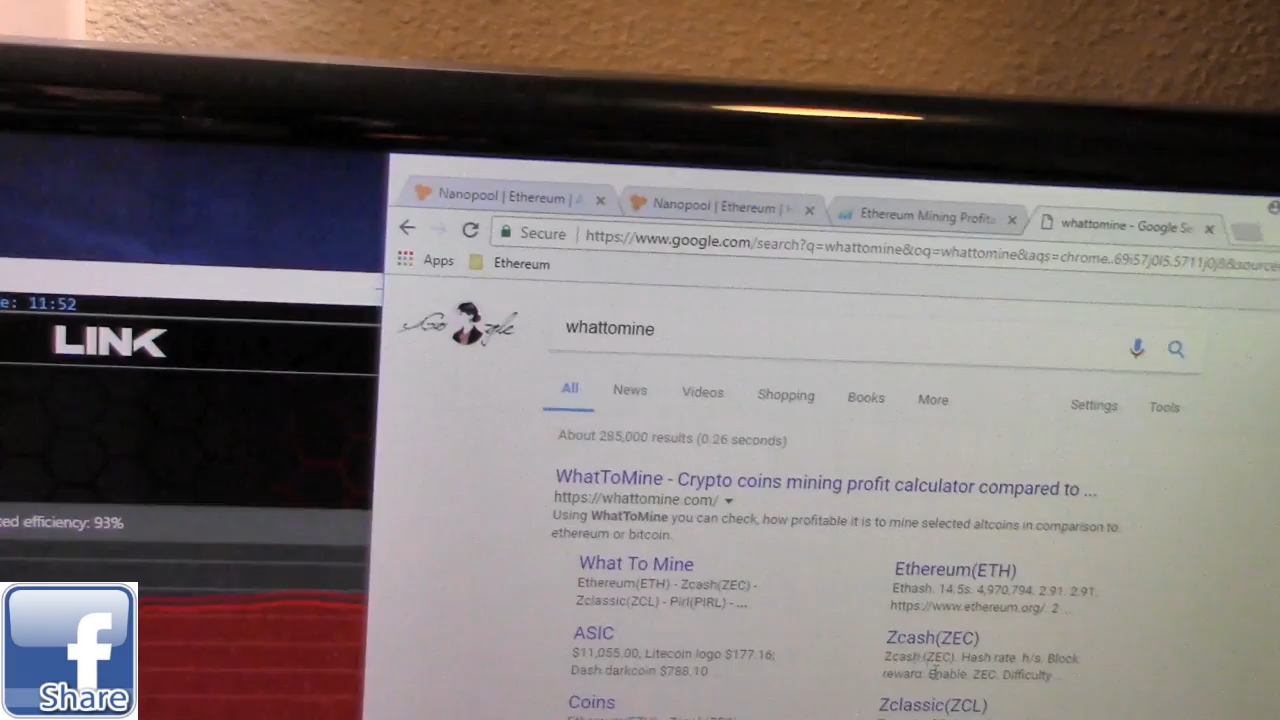 Nanopool | Ethereum |
Nanopool | Ethereum |
Ethereum Mining Profita
whattomine - Google Se
Secure
https://www.google.com/search?q=whattomine&oq=whattomine&aqs=chrome..69i57j0l5.5711j0j8&source
Apps
Ethereum
e: 11:52
LINK
Google
whattomine
All
News
Videos
Shopping
Books
More
Settings
Tools
About 285,000 results (0.26 seconds)
WhatToMine - Crypto coins mining profit calculator compared to ...
https://whattomine.com/
Using WhatToMine you can check, how profitable it is to mine selected altcoins in comparison to
ethereum or bitcoin.
ed efficiency: 93%
What To Mine
Ethereum(ETH) - Zcash(ZEC) -
Zclassic(ZCL) - Pirl(PIRL) - ...
Ethereum(ETH)
Ethash. 14.5s. 4,970,794. 2.91. 2.91.
https://www.ethereum.org/. 2 ...
ASIC
$11,055.00, Litecoin logo $177.16;
Dash darkcoin $788.10 ...
Zcash(ZEC)
Zcash (ZEC). Hash rate. h/s. Block
reward. Enable. ZEC. Difficulty ...
Coins
Zclassic(ZCL)
f
Share